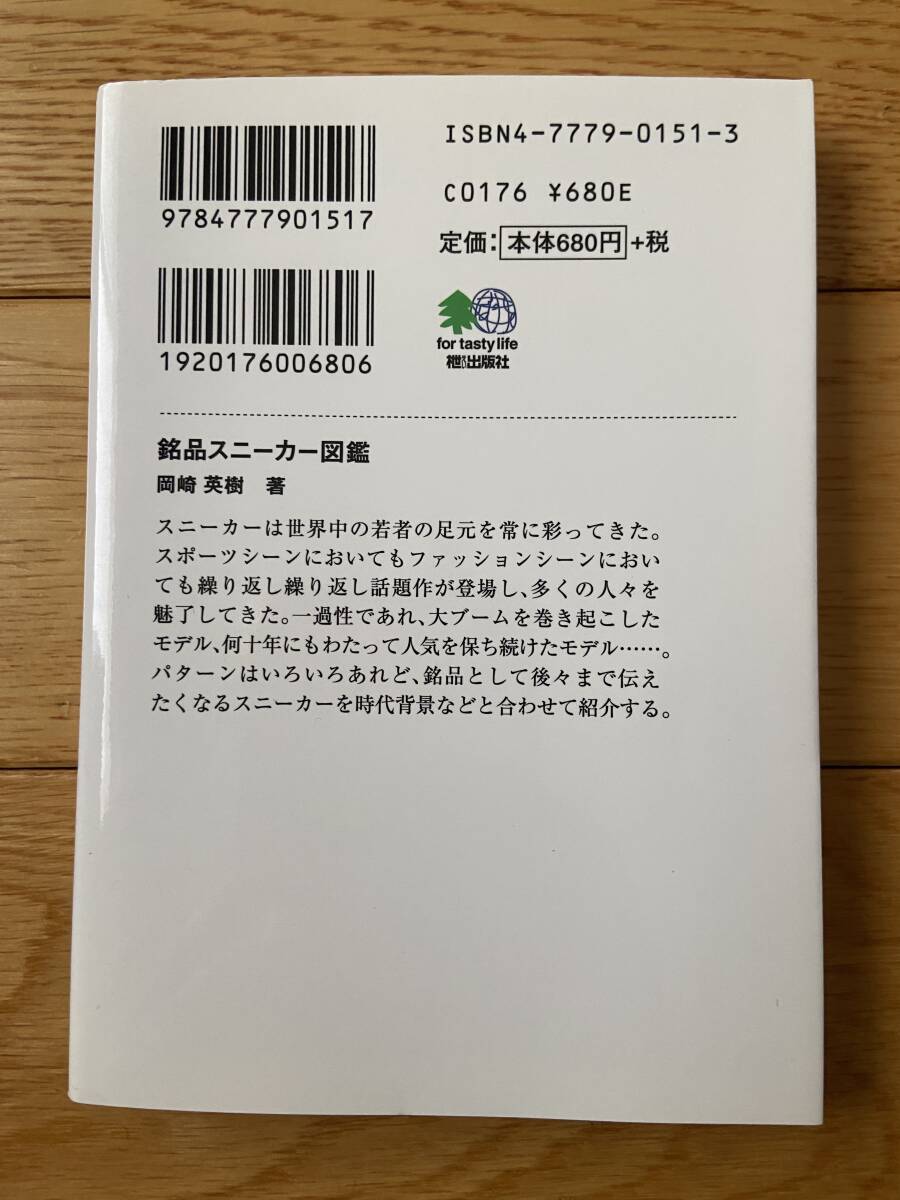 9784777901517
ISBN4-7779-0151-3
C0176 ¥680E
定価：本体680円+税
1920176006806
for tasty life
枻出版社
銘品スニーカー図鑑
岡崎 英樹 著
スニーカーは世界中の若者の足元を常に彩ってきた。
スポーツシーンにおいてもファッションシーンにおい
ても繰り返し繰り返し話題作が登場し、多くの人々を
魅了してきた。一過性であれ、大ブームを巻き起こした
モデル、何十年にもわたって人気を保ち続けたモデル……。
パターンはいろいろあれど、銘品として後々まで伝え
たくなるスニーカーを時代背景などと合わせて紹介する。